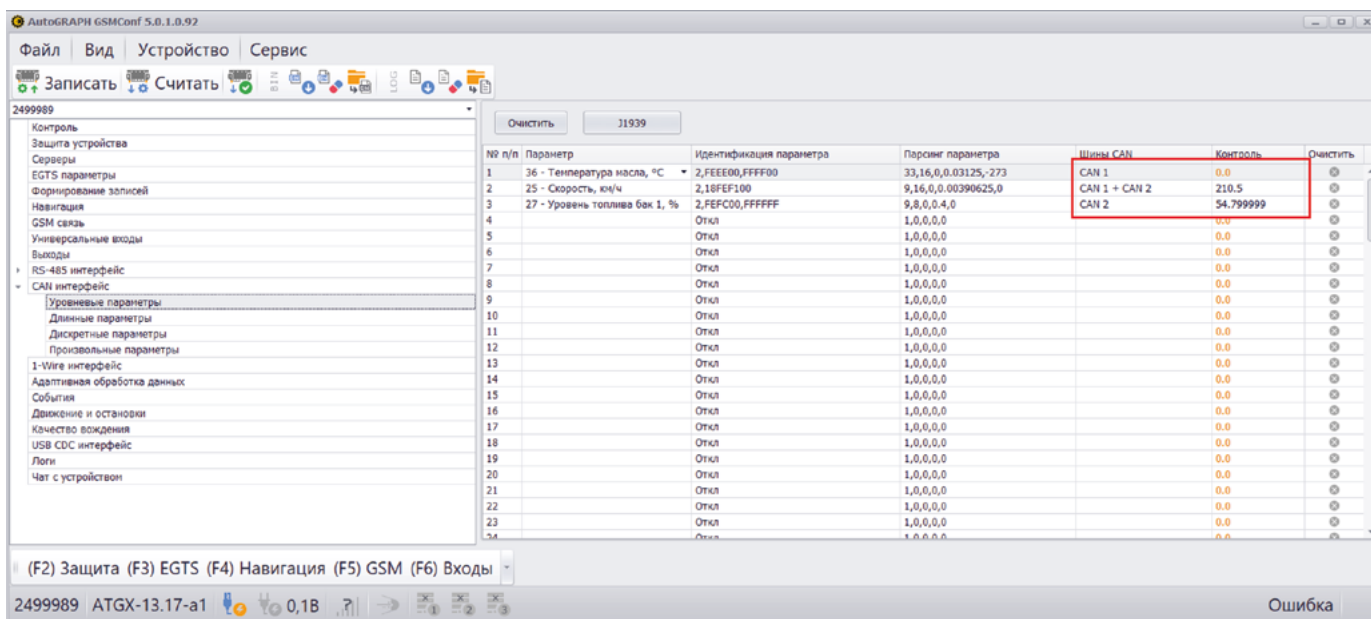 AutoGRAPH GSMConf 5.0.1.0.92
Файл Вид Устройство Сервис
Записать Считать BIN LOG
2499989
Контроль
Защита устройства
Серверы
EGTS параметры
Формирование записей
Навигация
GSM связь
Универсальные входы
Выходы
RS-485 интерфейс
CAN интерфейс
Уровневые параметры
Длинные параметры
Дискретные параметры
Произвольные параметры
1-Wire интерфейс
Адаптивная обработка данных
События
Движение и остановки
Качество вождения
USB CDC интерфейс
Логи
Чат с устройством
Очистить J1939
№ п/п Параметр Идентификация параметра Парсинг параметра Шины CAN Контроль Очистить
1 36 - Температура масла, °C 2,FEEE00,FFFF00 33,16,0,0.03125,-273 CAN 1 0.0
2 25 - Скорость, км/ч 2,18FEF100 9,16,0,0.00390625,0 CAN 1 + CAN 2 210.5
3 27 - Уровень топлива бак 1, % 2,FEFC00,FFFFFF 9,8,0,0.4,0 CAN 2 54.799999
4 Откл 1,0,0,0,0 0.0
5 Откл 1,0,0,0,0 0.0
6 Откл 1,0,0,0,0 0.0
7 Откл 1,0,0,0,0 0.0
8 Откл 1,0,0,0,0 0.0
9 Откл 1,0,0,0,0 0.0
10 Откл 1,0,0,0,0 0.0
11 Откл 1,0,0,0,0 0.0
12 Откл 1,0,0,0,0 0.0
13 Откл 1,0,0,0,0 0.0
14 Откл 1,0,0,0,0 0.0
15 Откл 1,0,0,0,0 0.0
16 Откл 1,0,0,0,0 0.0
17 Откл 1,0,0,0,0 0.0
18 Откл 1,0,0,0,0 0.0
19 Откл 1,0,0,0,0 0.0
20 Откл 1,0,0,0,0 0.0
21 Откл 1,0,0,0,0 0.0
22 Откл 1,0,0,0,0 0.0
23 Откл 1,0,0,0,0 0.0
24 Откл 1,0,0,0,0 0.0
(F2) Защита (F3) EGTS (F4) Навигация (F5) GSM (F6) Входы
2499989 ATGX-13.17-a1 0,1В ? 1 2 3 Ошибка